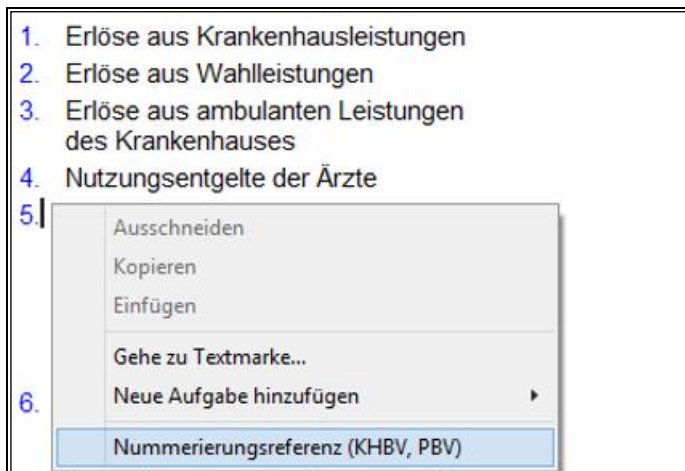 1. Erlöse aus Krankenhausleistungen
2. Erlöse aus Wahlleistungen
3. Erlöse aus ambulanten Leistungen
des Krankenhauses
4. Nutzungsentgelte der Ärzte
5.
Ausschneiden
Kopieren
Einfügen
Gehe zu Textmarke...
Neue Aufgabe hinzufügen
6.
Nummerierungsreferenz (KHBV, PBV)